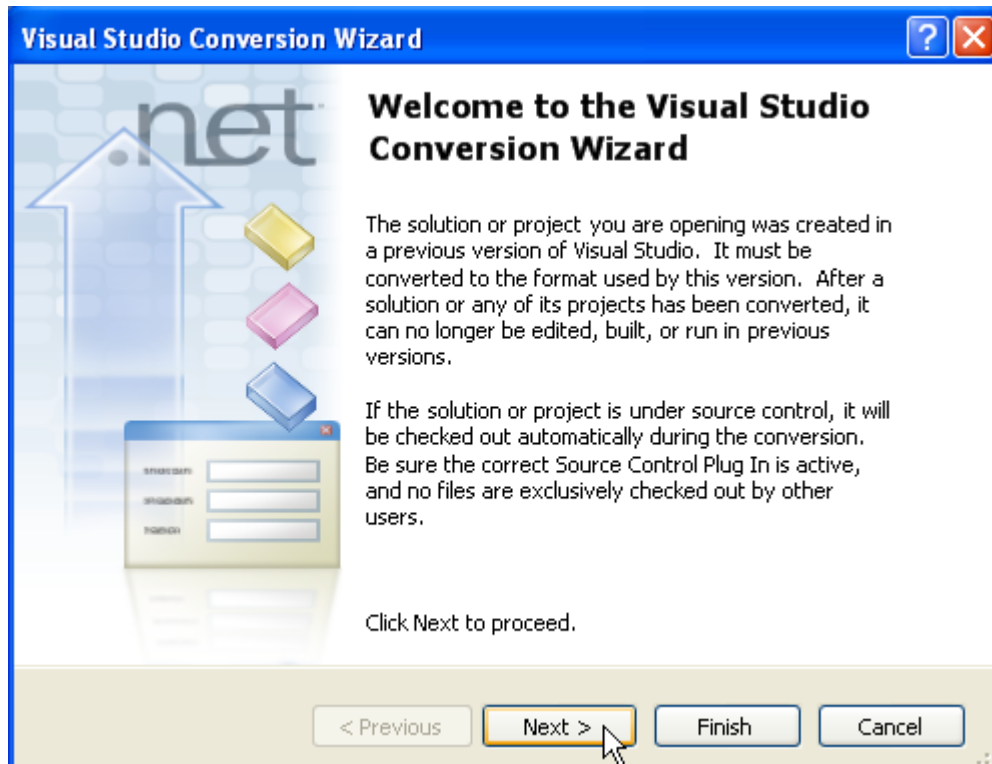 Visual Studio Conversion Wizard
.net
Welcome to the Visual Studio
Conversion Wizard
The solution or project you are opening was created in
a previous version of Visual Studio. It must be
converted to the format used by this version. After a
solution or any of its projects has been converted, it
can no longer be edited, built, or run in previous
versions.
If the solution or project is under source control, it will
be checked out automatically during the conversion.
Be sure the correct Source Control Plug In is active,
and no files are exclusively checked out by other
users.
Click Next to proceed.
< Previous Next > Finish Cancel